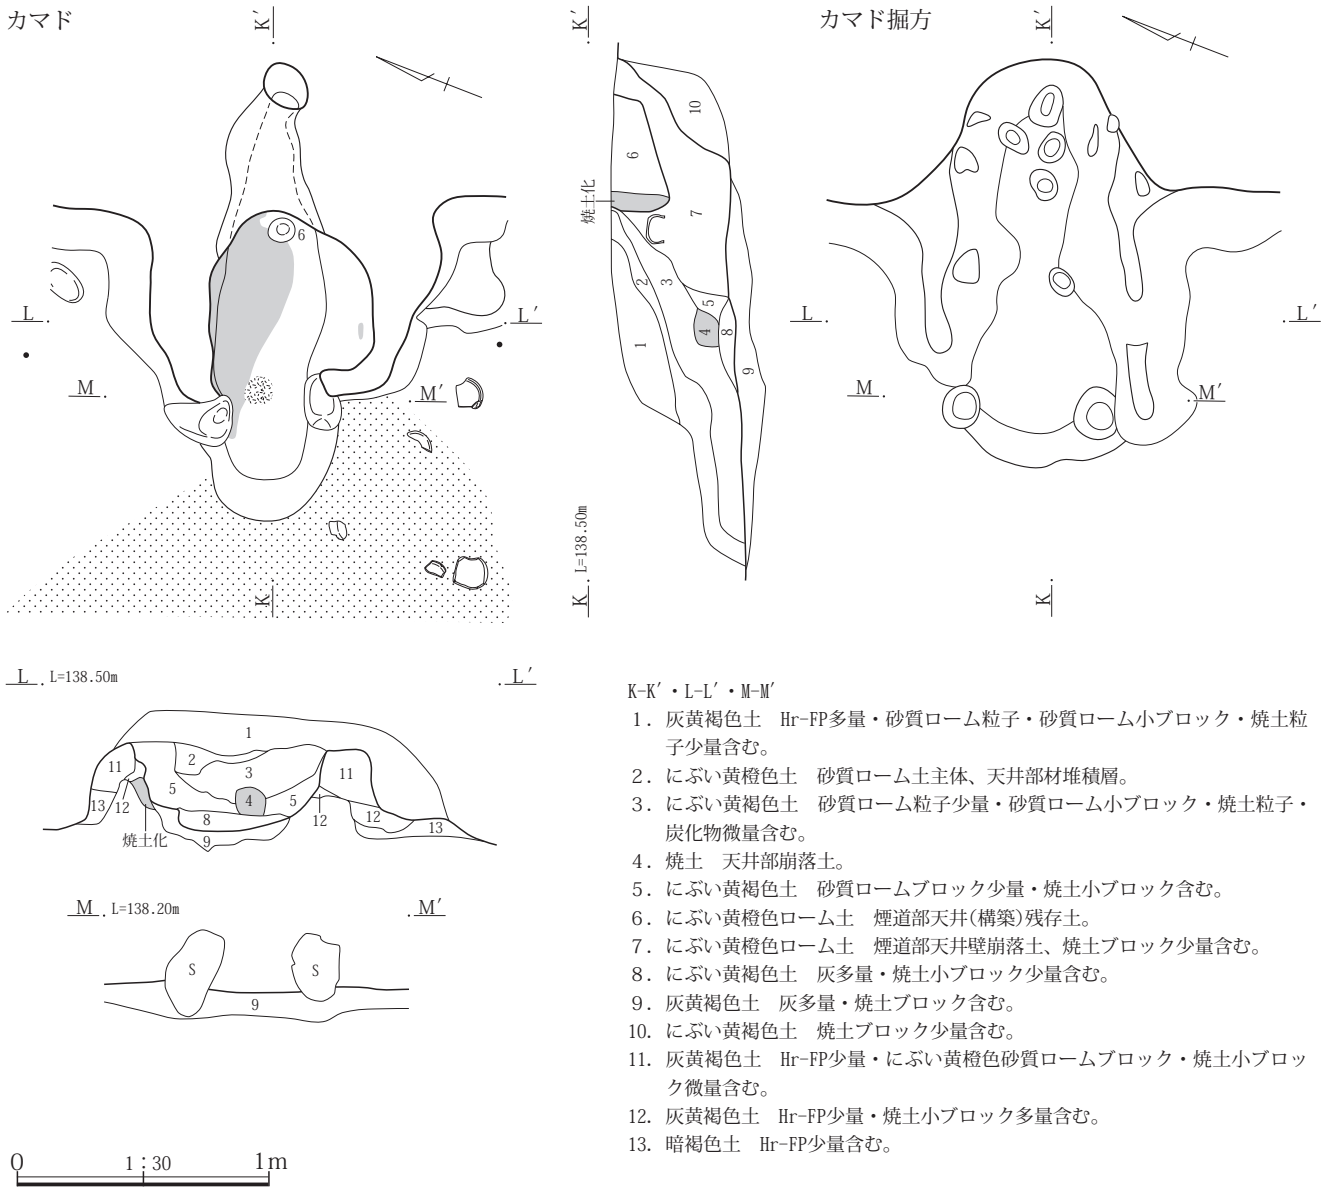 カマド
K′
K′
カマド掘方
K′
10
6
焼土化
7
6
2
3
5
4
8
1
9
L
L′
L
L′
M
M′
M
M′
L=138.50m
K
K
K
L L=138.50m
L′
1
2
3
11
11
5
4
5
13
12
8
12
12
13
焼土化
9
M L=138.20m
M′
S
S
9
0
1:30
1m
K-K′・L-L′・M-M′
1. 灰黄褐色土 Hr-FP多量・砂質ローム粒子・砂質ローム小ブロック・焼土粒
子少量含む。
2. にぶい黄橙色土 砂質ローム土主体、天井部材堆積層。
3. にぶい黄褐色土 砂質ローム粒子少量・砂質ローム小ブロック・焼土粒子・
炭化物微量含む。
4. 焼土 天井部崩落土。
5. にぶい黄褐色土 砂質ロームブロック少量・焼土小ブロック含む。
6. にぶい黄橙色ローム土 煙道部天井(構築)残存土。
7. にぶい黄橙色ローム土 煙道部天井壁崩落土、焼土ブロック少量含む。
8. にぶい黄褐色土 灰多量・焼土小ブロック少量含む。
9. 灰黄褐色土 灰多量・焼土ブロック含む。
10. にぶい黄褐色土 焼土ブロック少量含む。
11. 灰黄褐色土 Hr-FP少量・にぶい黄橙色砂質ロームブロック・焼土小ブロッ
ク微量含む。
12. 灰黄褐色土 Hr-FP少量・焼土小ブロック多量含む。
13. 暗褐色土 Hr-FP少量含む。